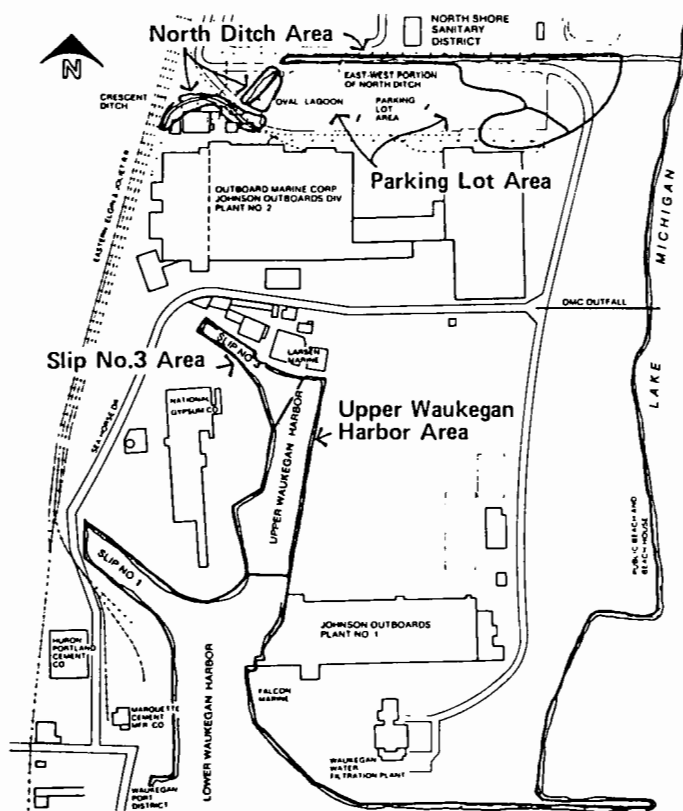 North Ditch Area
NORTH SHORE
SANITARY
DISTRICT
N
CRESCENT
DITCH
OVAL LAGOON
EAST-WEST PORTION
OF NORTH DITCH
PARKING
LOT
AREA
Parking Lot Area
OUTBOARD MARINE CORP
JOHNSON OUTBOARDS DIV
PLANT NO 2
EASTERN ELGIN & JOLIET R R
LAKE MICHIGAN
OMC OUTFALL
SLIP NO 3
LARSEN
MARINE
Slip No.3 Area
NATIONAL
GYPSUM CO
SEA HORSE DR
Upper Waukegan
Harbor Area
UPPER WAUKEGAN HARBOR
PUBLIC BEACH AND
BEACH HOUSE
SLIP NO 1
JOHNSON OUTBOARDS
PLANT NO 1
HURON
PORTLAND
CEMENT
CO
MARQUETTE
CEMENT
MFR CO
LOWER WAUKEGAN HARBOR
FALCON
MARINE
WAUKEGAN
WATER
FILTRATION PLANT
WAUKEGAN
PORT
DISTRICT